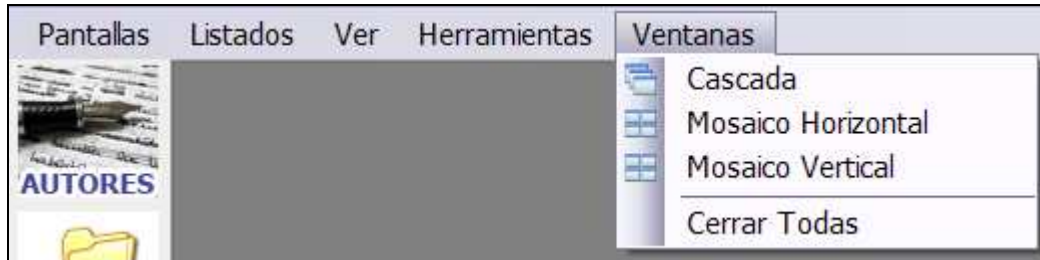 Pantallas Listados Ver Herramientas Ventanas
Cascada
Mosaico Horizontal
Mosaico Vertical
Cerrar Todas
AUTORES